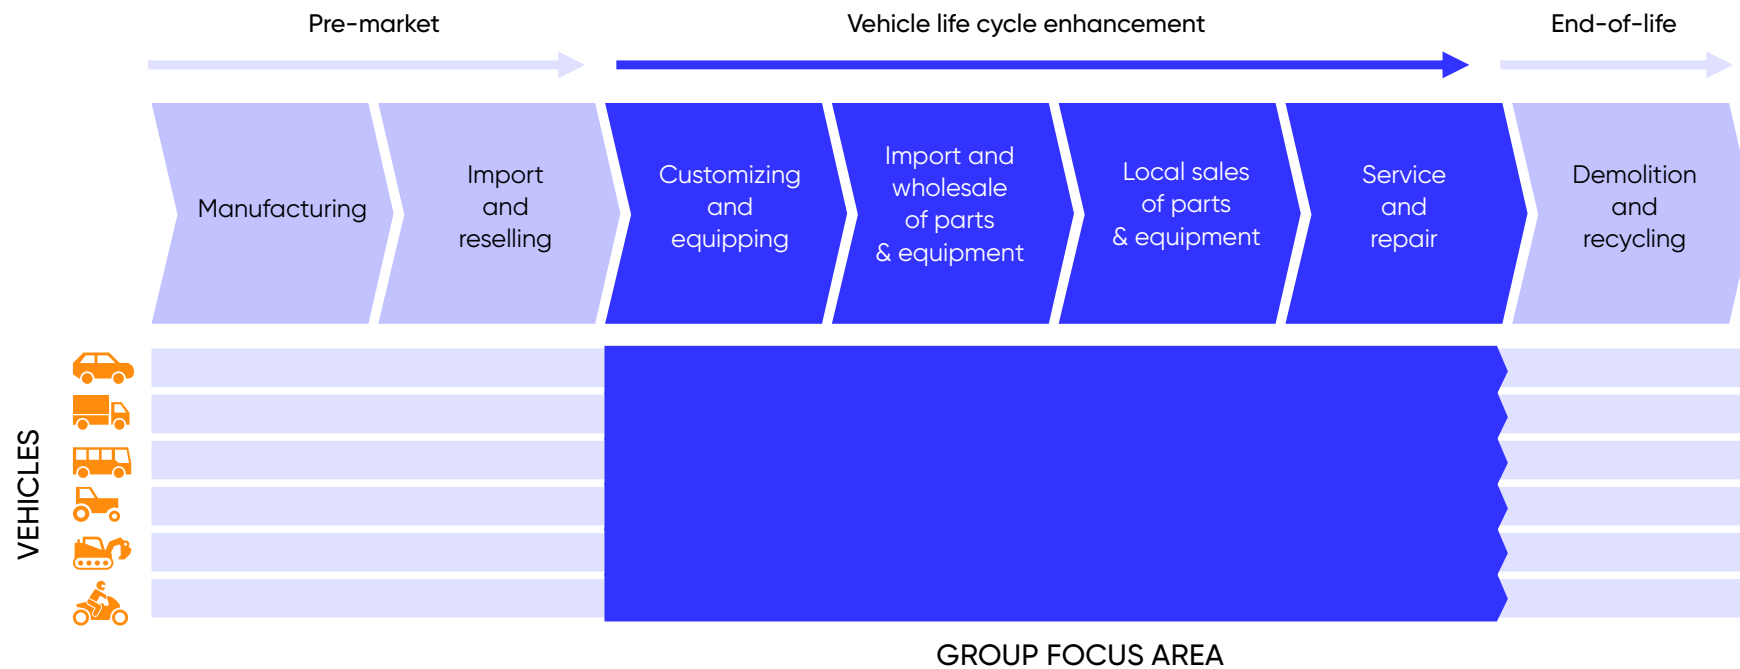 Pre-market
Vehicle life cycle enhancement
End-of-life
Manufacturing
Import
and
reselling
Customizing
and
equipping
Import and
wholesale
of parts
& equipment
Local sales
of parts
& equipment
Service
and
repair
Demolition
and
recycling
VEHICLES
GROUP FOCUS AREA